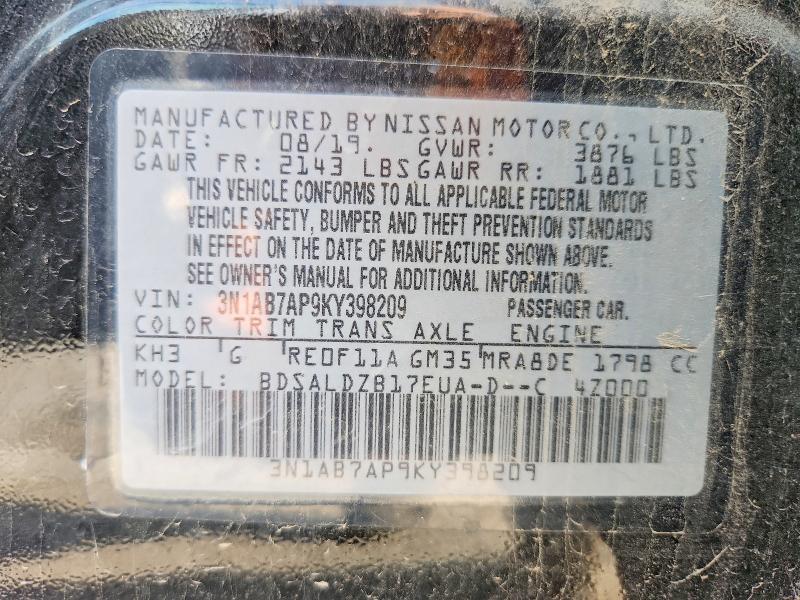 MANUFACTURED BY NISSAN MOTOR CO., LTD.
DATE: 08/19. GVWR: 3876 LBS
GAWR FR: 2143 LBS GAWR RR: 1881 LBS
THIS VEHICLE CONFORMS TO ALL APPLICABLE FEDERAL MOTOR
VEHICLE SAFETY, BUMPER AND THEFT PREVENTION STANDARDS
IN EFFECT ON THE DATE OF MANUFACTURE SHOWN ABOVE.
SEE OWNER'S MANUAL FOR ADDITIONAL INFORMATION.
VIN: 3N1AB7AP9KY398209 PASSENGER CAR.
COLOR TRIM TRANS AXLE ENGINE
KH3 G RE0F11A GM35 MRA8DE 1798 CC
MODEL: BDSALDZB17EUA-D--C 4Z000
3N1AB7AP9KY398209